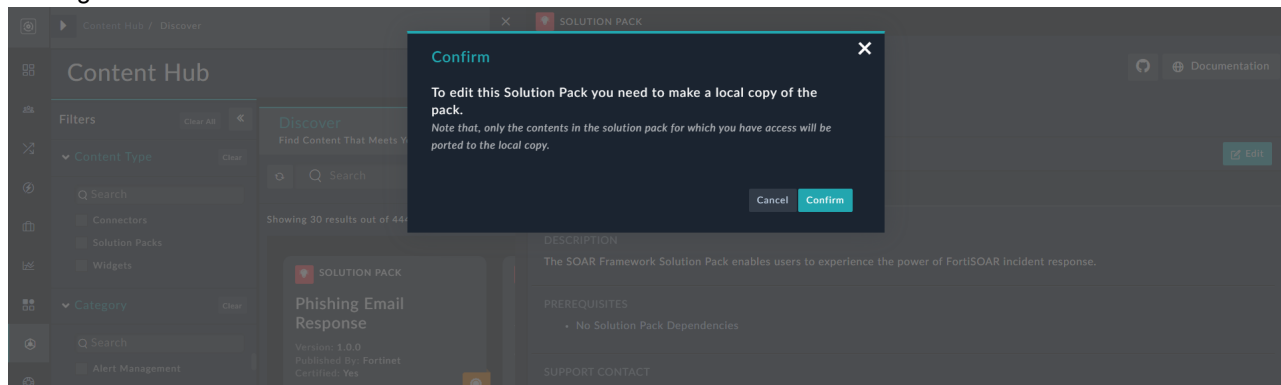 Content Hub / Discover
SOLUTION PACK
Confirm
To edit this Solution Pack you need to make a local copy of the
pack.
Note that, only the contents in the solution pack for which you have access will be
ported to the local copy.
Cancel
Confirm
Content Hub
Documentation
Filters
Clear All
Discover
Find Content That Meets Y
Edit
Content Type
Clear
Search
Search
Connectors
Solution Packs
Widgets
Showing 30 results out of 444
SOLUTION PACK
Phishing Email
Response
Version: 1.0.0
Published By: Fortinet
Certified: Yes
Category
Clear
Search
Alert Management
DESCRIPTION
The SOAR Framework Solution Pack enables users to experience the power of FortiSOAR incident response.
PREREQUISITES
• No Solution Pack Dependencies
SUPPORT CONTACT